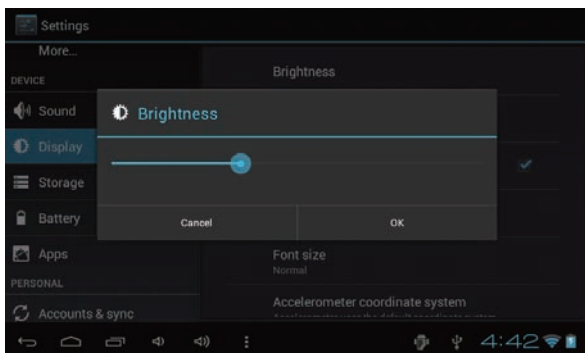 Settings
More...
DEVICE
Brightness
Sound
Brightness
Display
Storage
Battery
Cancel
OK
Apps
Font size
Normal
PERSONAL
Accelerometer coordinate system
Accounts & sync
4:42